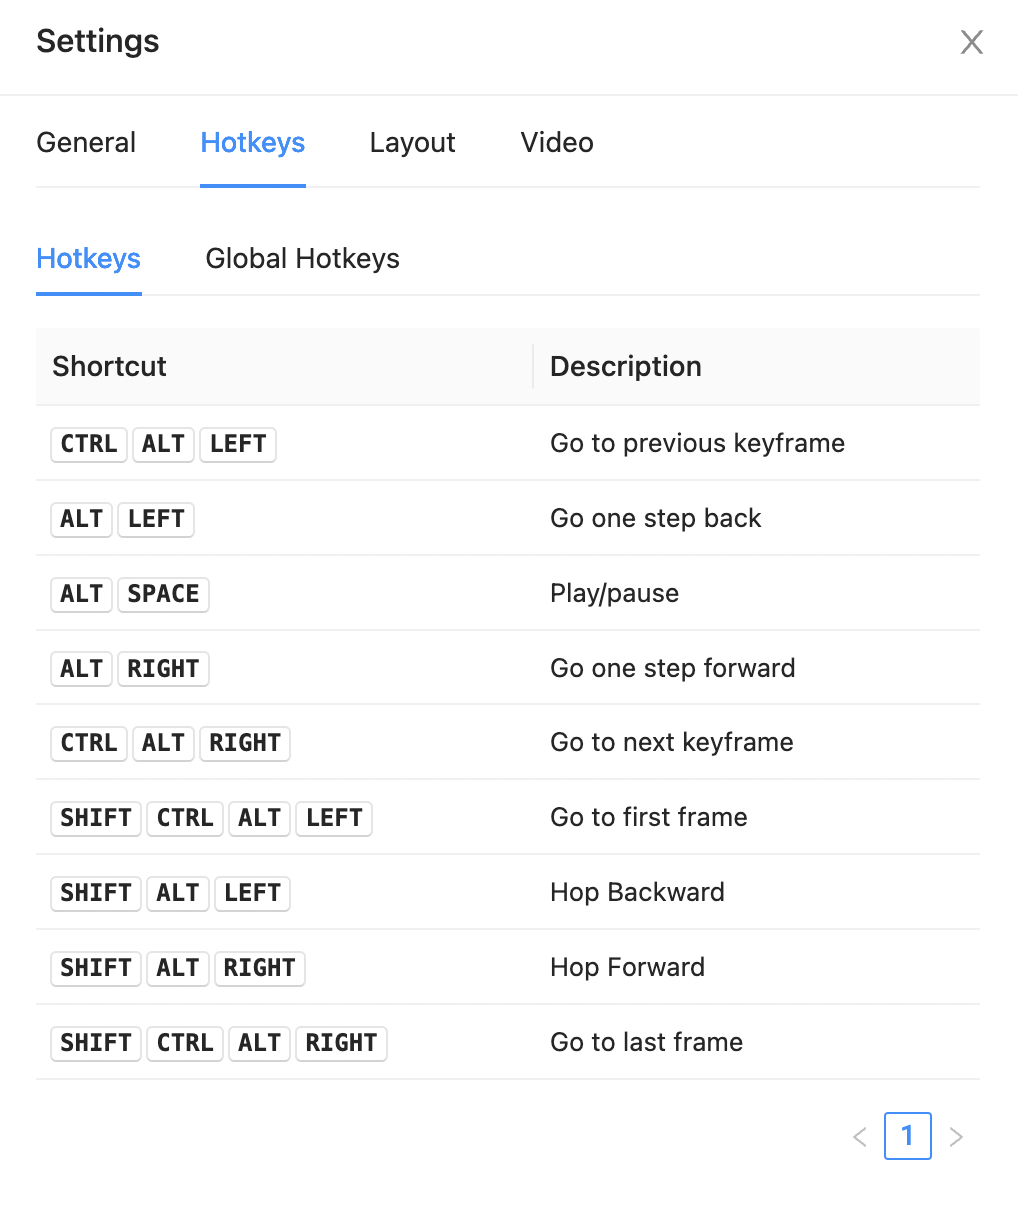 Settings
General Hotkeys Layout Video
Hotkeys Global Hotkeys
Shortcut Description
CTRL ALT LEFT Go to previous keyframe
ALT LEFT Go one step back
ALT SPACE Play/pause
ALT RIGHT Go one step forward
CTRL ALT RIGHT Go to next keyframe
SHIFT CTRL ALT LEFT Go to first frame
SHIFT ALT LEFT Hop Backward
SHIFT ALT RIGHT Hop Forward
SHIFT CTRL ALT RIGHT Go to last frame
1